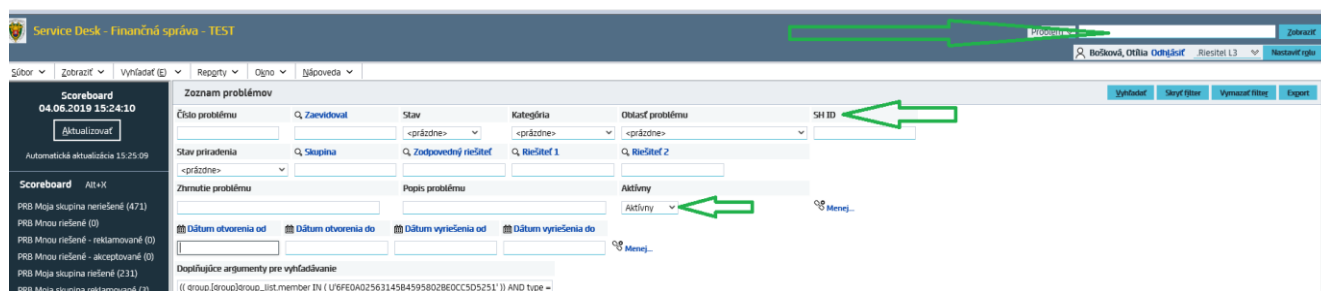 Service Desk - Finančná správa - TEST
Problém
Zobraziť
Bošková, Otília Odhlásiť Riesitel L3 Nastaviť rolu
Súbor Zobraziť Vyhľadať (E) Reporty Okno Nápoveda
Scoreboard
04.06.2019 15:24:10
Aktualizovať
Automatická aktualizácia 15:25:09
Scoreboard Alt+X
PRB Moja skupina neriešené (471)
PRB Mnou riešené (0)
PRB Mnou riešené - reklamované (0)
PRB Mnou riešené - akceptované (0)
PRB Moja skupina riešené (231)
PRB Moja skupina reklamované (3)
Zoznam problémov
Vyhľadať Skryť filter Vymazať filter Export
Číslo problému Zaevidoval Stav Kategória Oblasť problému SH ID
<prázdne> <prázdne> <prázdne>
Stav priradenia Skupina Zodpovedný riešiteľ Riešiteľ 1 Riešiteľ 2
<prázdne>
Zhrnutie problému Popis problému Aktívny
Aktívny Menej...
Dátum otvorenia od Dátum otvorenia do Dátum vyriešenia od Dátum vyriešenia do
Menej...
Doplňujúce argumenty pre vyhľadávanie
(( group.[group]group_list.member IN ( U'6FE0A02563145B4595802BE0CC5D5251' )) AND type =